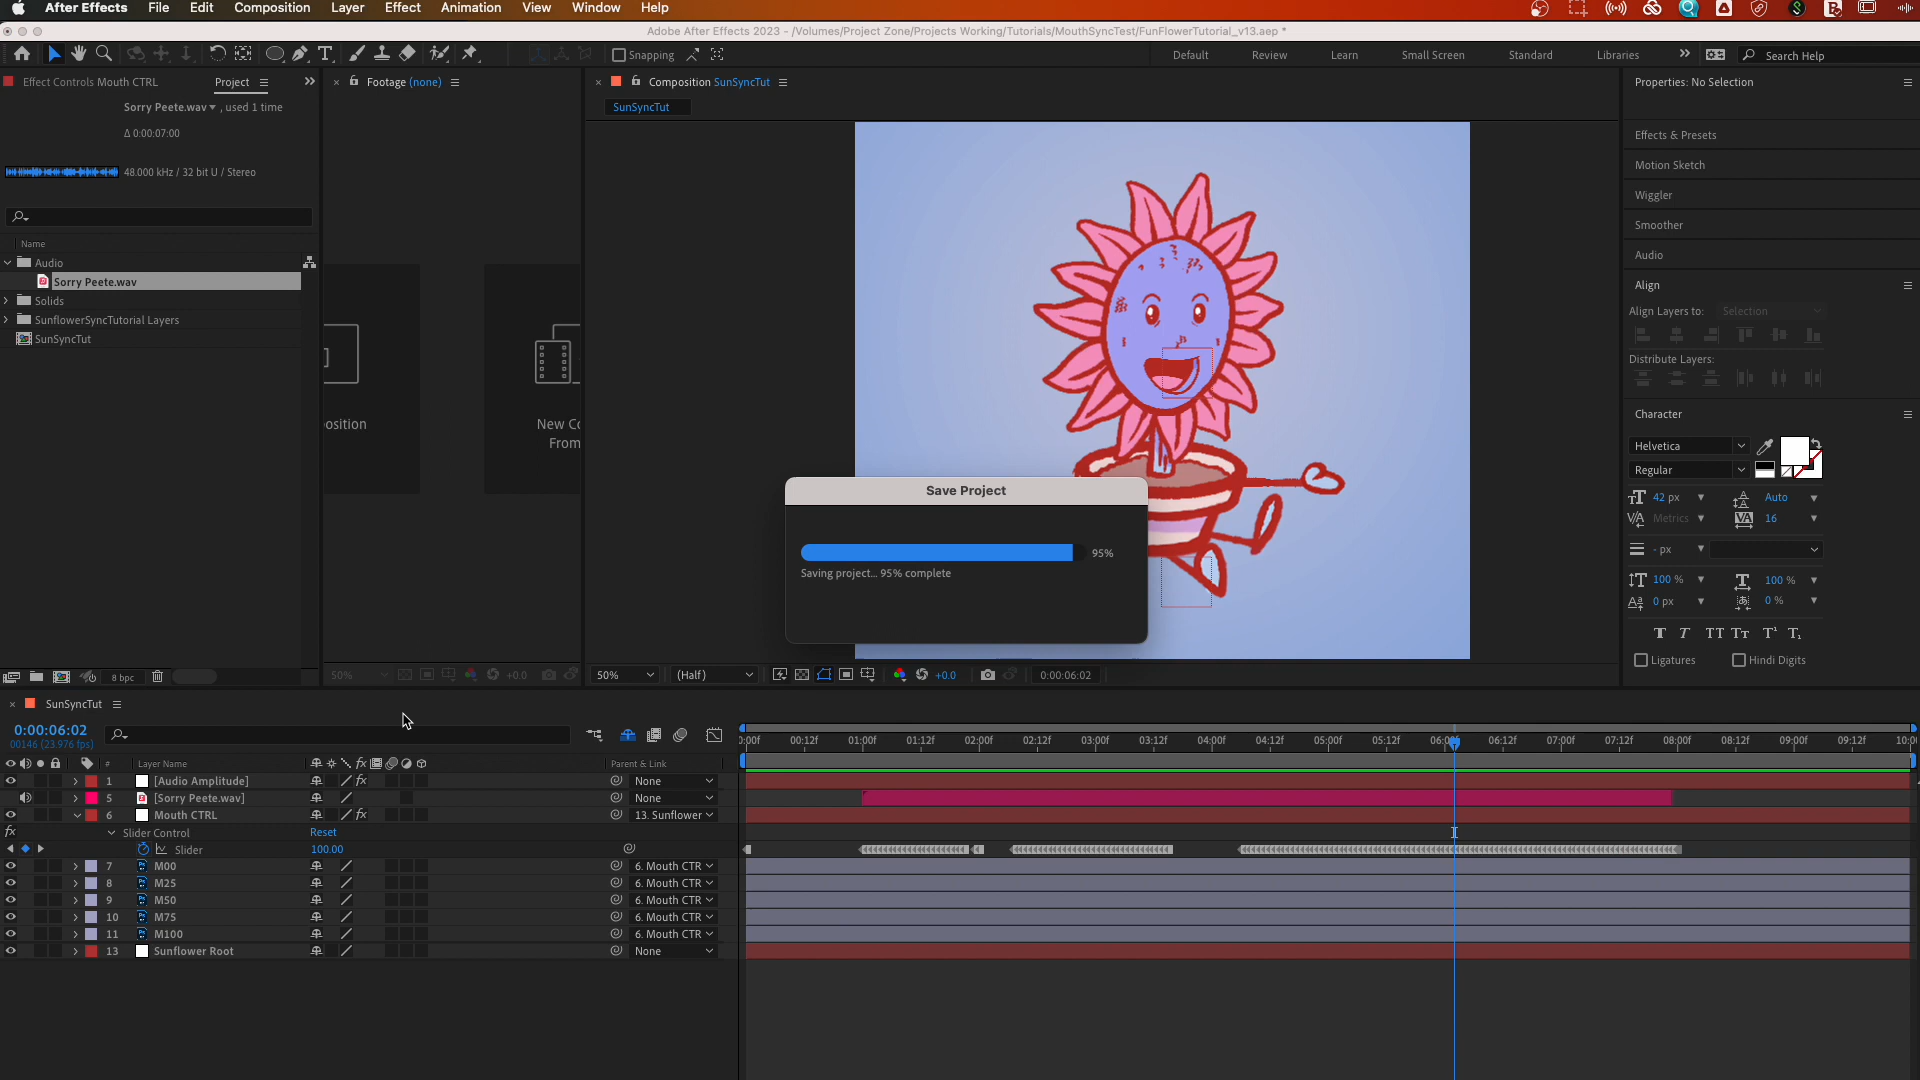 After Effects File Edit Composition Layer Effect Animation View Window Help
Adobe After Effects 2023 - /Volumes/Project Zone/Projects Working/Tutorials/MouthSyncTest/FunFlowerTutorial_v13.aep *
Snapping Default Review Learn Small Screen Standard Libraries Search Help
Effect Controls Mouth CTRL Project Footage (none) Composition SunSyncTut Properties: No Selection
Sorry Peete.wav , used 1 time
SunSyncTut
Δ 0:00:07:00
Effects & Presets
Motion Sketch
48.000 kHz / 32 bit U / Stereo
Wiggler
Smoother
Name
Audio
Audio
Sorry Peete.wav
Align
Solids
Align Layers to: Selection
SunflowerSyncTutorial Layers
SunSyncTut
Distribute Layers:
osition
New Co
From
Character
Helvetica
Regular
42 px Auto
Metrics 16
- px
100 % 100 %
0 px 0 %
T T TT Tт T¹ T₁
Ligatures Hindi Digits
Save Project
95%
Saving project... 95% complete
8 bpc 50% +0.0 50% (Half) +0.0 0:00:06:02
SunSyncTut
0:00:06:02
00146 (23.976 fps)
):00f 00:12f 01:00f 01:12f 02:00f 02:12f 03:00f 03:12f 04:00f 04:12f 05:00f 05:12f 06:00f 06:12f 07:00f 07:12f 08:00f 08:12f 09:00f 09:12f 10:00
# Layer Name fx Parent & Link
1 [Audio Amplitude] fx None
5 [Sorry Peete.wav] None
6 Mouth CTRL fx 13. Sunflower
fx Slider Control Reset
Slider 100.00
7 M00 6. Mouth CTR
8 M25 6. Mouth CTR
9 M50 6. Mouth CTR
10 M75 6. Mouth CTR
11 M100 6. Mouth CTR
13 Sunflower Root None